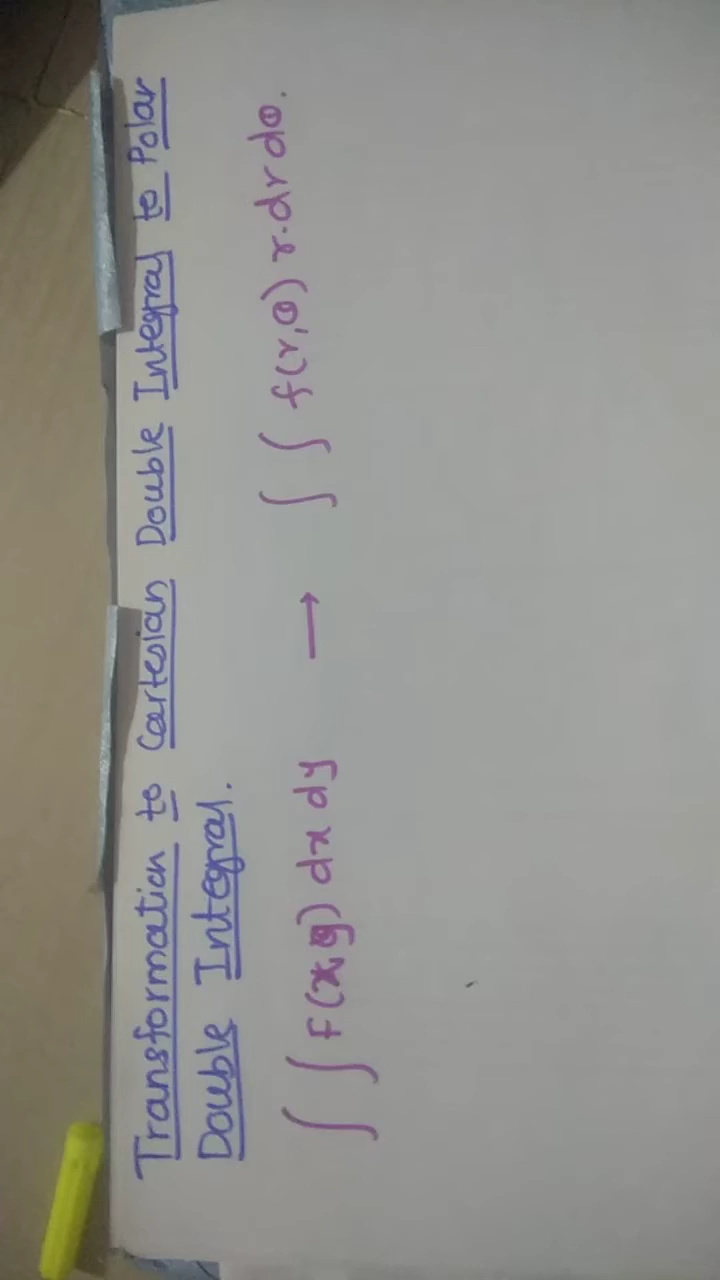 Transformation to Cartesian Double Integral to Polar
Double Integral.
∫ ∫ F(x,y) dx dy → ∫ ∫ f(r,θ) r.dr dθ.